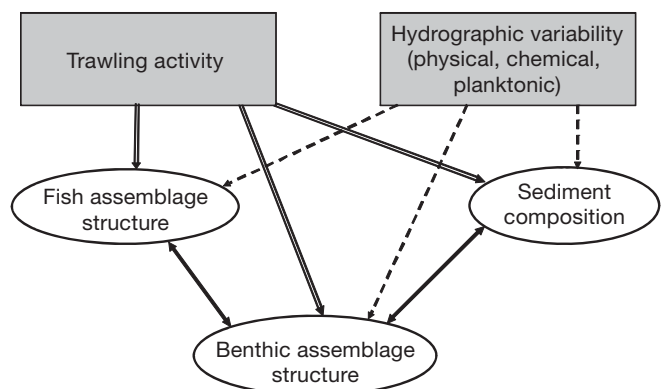 Trawling activity
Hydrographic variability
(physical, chemical,
planktonic)
Fish assemblage
structure
Sediment
composition
Benthic assemblage
structure